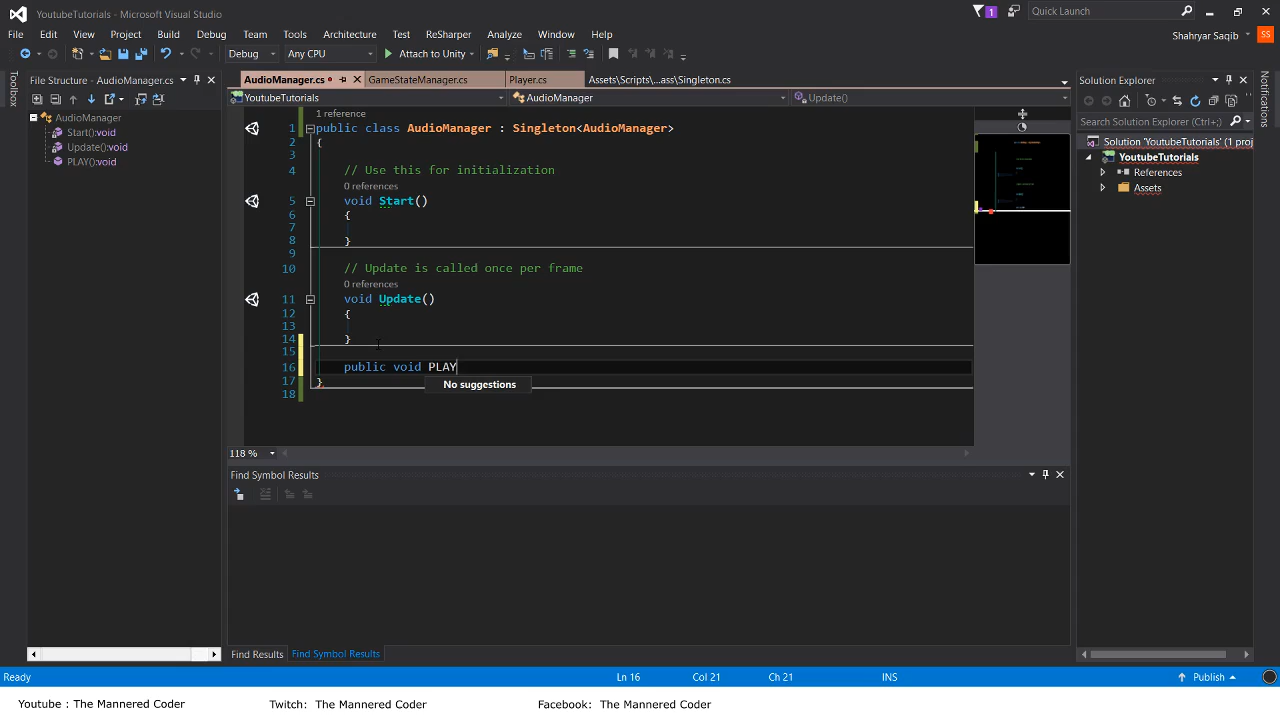 YoutubeTutorials - Microsoft Visual Studio
1
Quick Launch
File Edit View Project Build Debug Team Tools Architecture Test ReSharper Analyze Window Help
Shahryar Saqib SS
Debug Any CPU Attach to Unity
Toolbox
File Structure - AudioManager.cs
AudioManager.cs GameStateManager.cs Player.cs Assets\Scripts\...ass\Singleton.cs
Solution Explorer
Notifications
YoutubeTutorials AudioManager Update()
AudioManager
Start():void
Update():void
PLAY():void
Search Solution Explorer (Ctrl+;)
Solution 'YoutubeTutorials' (1 proj
YoutubeTutorials
References
Assets
1 reference
1 public class AudioManager : Singleton<AudioManager>
2 {
3
4 // Use this for initialization
0 references
5 void Start()
6 {
7
8 }
9
10 // Update is called once per frame
0 references
11 void Update()
12 {
13
14 }
15
16 public void PLAY
No suggestions
17 }
18
118 %
Find Symbol Results
Find Results Find Symbol Results
Ready Ln 16 Col 21 Ch 21 INS Publish
Youtube : The Mannered Coder Twitch: The Mannered Coder Facebook: The Mannered Coder